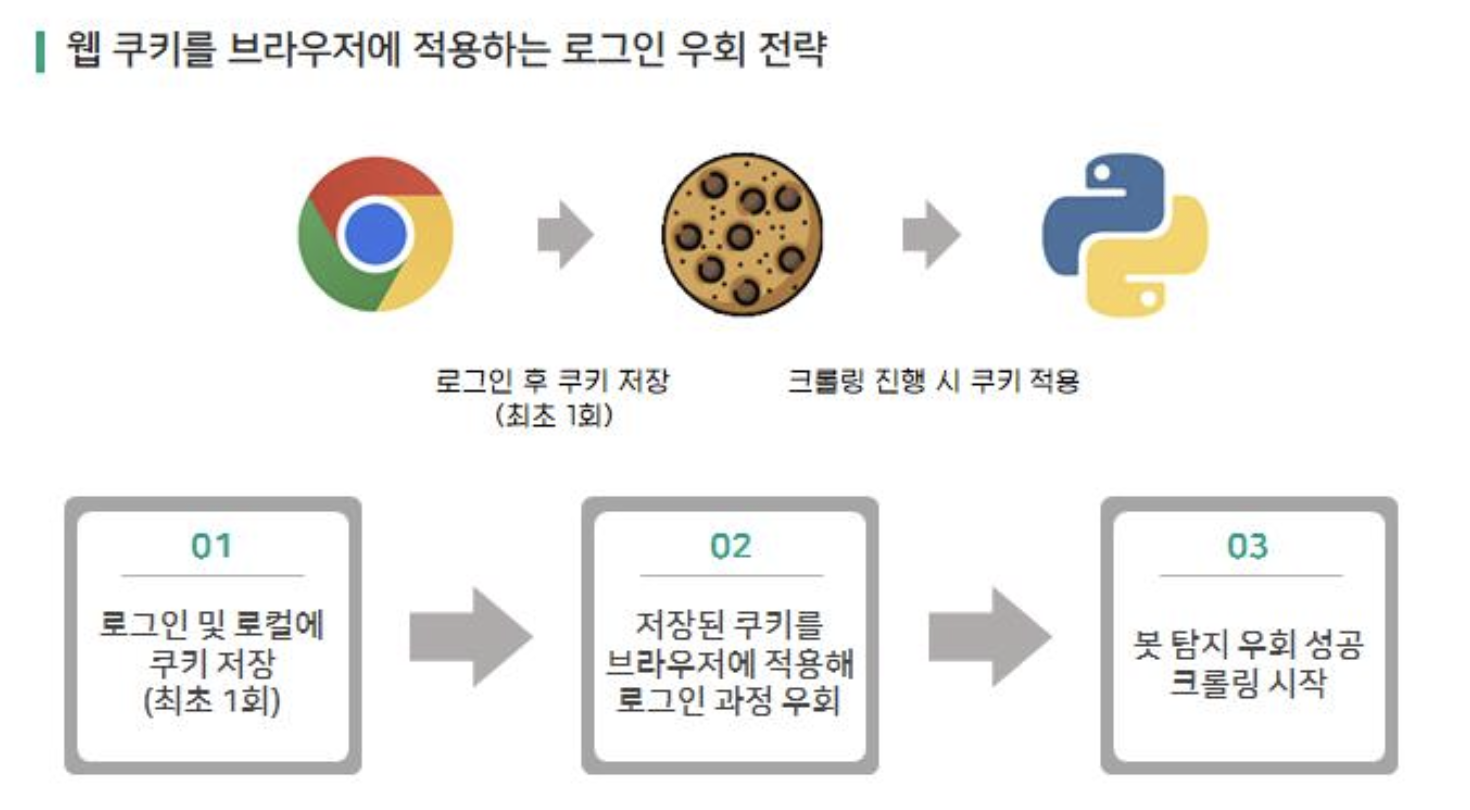 웹 쿠키를 브라우저에 적용하는 로그인 우회 전략
로그인 후 쿠키 저장
(최초 1회)
크롤링 진행 시 쿠키 적용
01
로그인 및 로컬에
쿠키 저장
(최초 1회)
02
저장된 쿠키를
브라우저에 적용해
로그인 과정 우회
03
봇 탐지 우회 성공
크롤링 시작